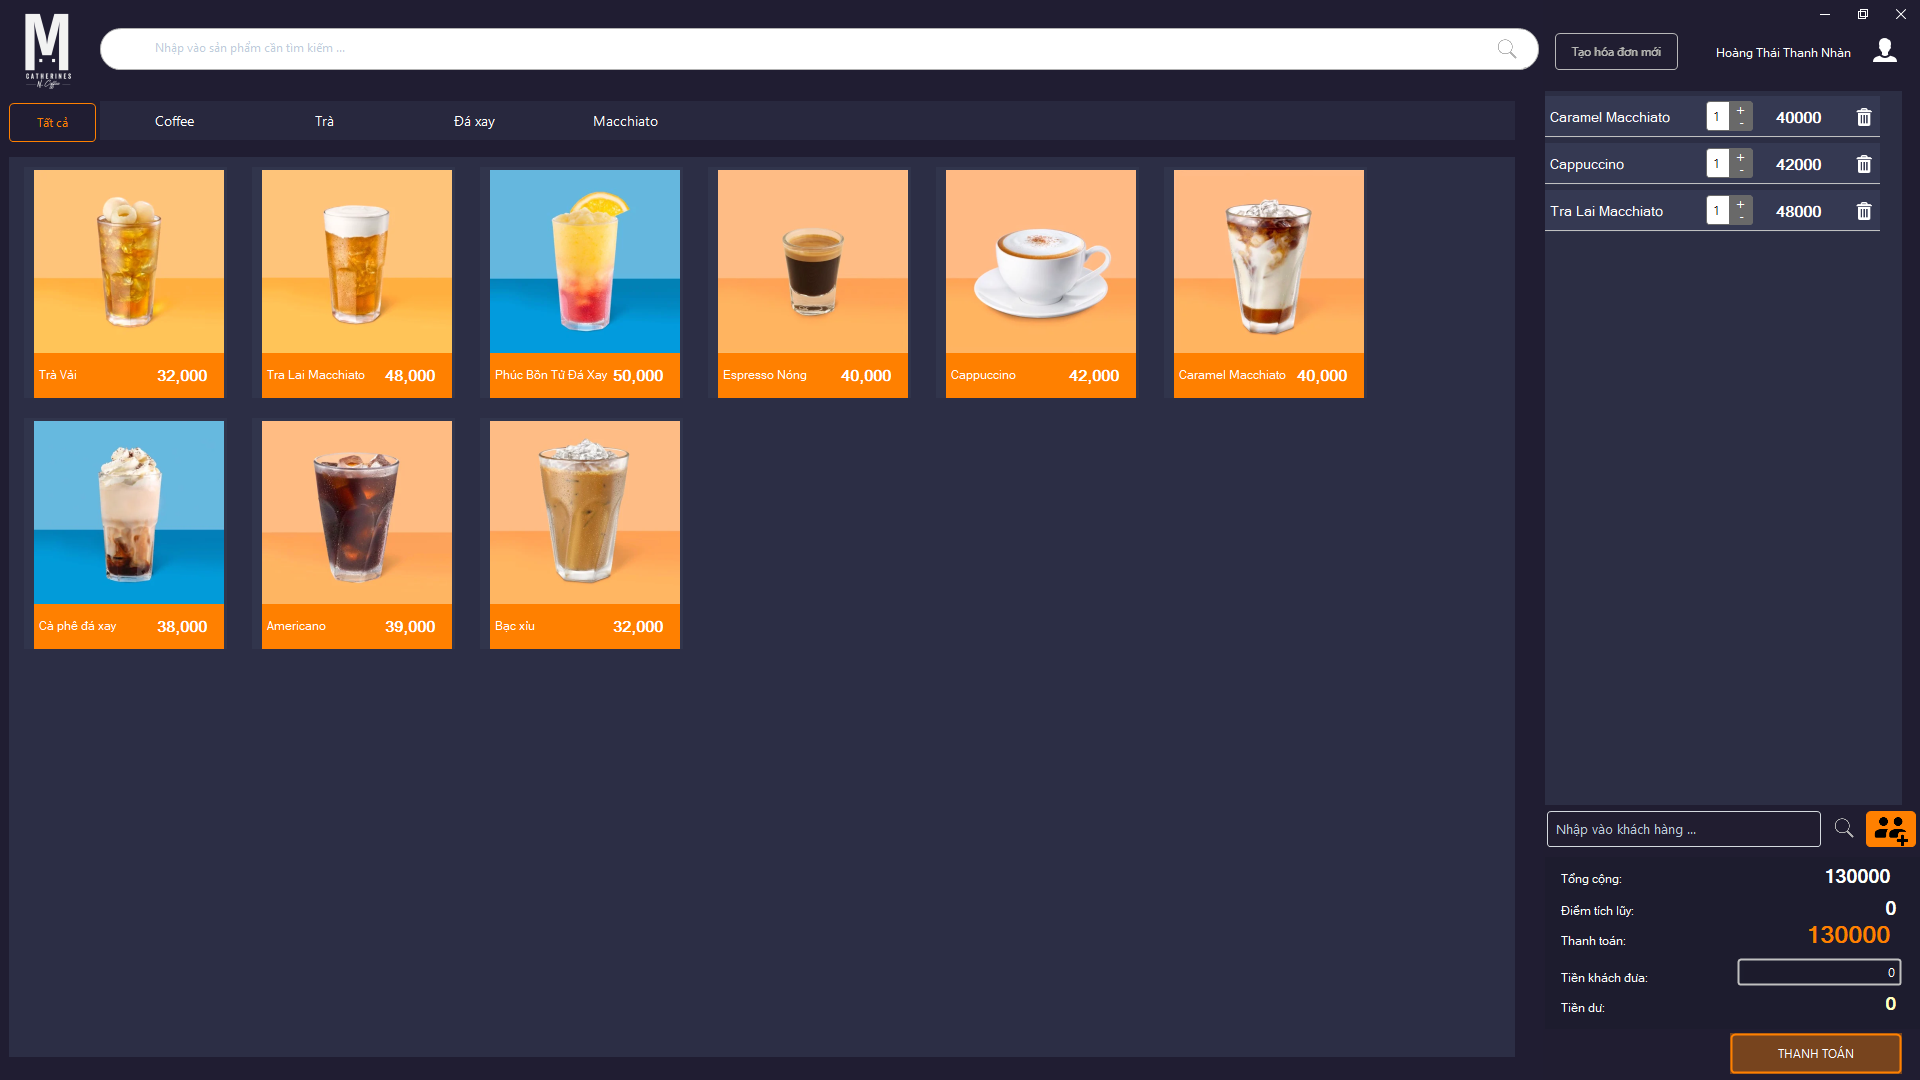 M
CATHERINES
N. Coffee
Nhập vào sản phẩm cần tìm kiếm ...
Tạo hóa đơn mới
Hoàng Thái Thanh Nhàn
Tất cả
Coffee
Trà
Đá xay
Macchiato
Trà Vải 32,000
Tra Lai Macchiato 48,000
Phúc Bồn Tử Đá Xay 50,000
Espresso Nóng 40,000
Cappuccino 42,000
Caramel Macchiato 40,000
Cà phê đá xay 38,000
Americano 39,000
Bạc xỉu 32,000
Caramel Macchiato 1 + - 40000
Cappuccino 1 + - 42000
Tra Lai Macchiato 1 + - 48000
Nhập vào khách hàng ...
Tổng cộng: 130000
Điểm tích lũy: 0
Thanh toán: 130000
Tiền khách đưa: 0
Tiền dư: 0
THANH TOÁN